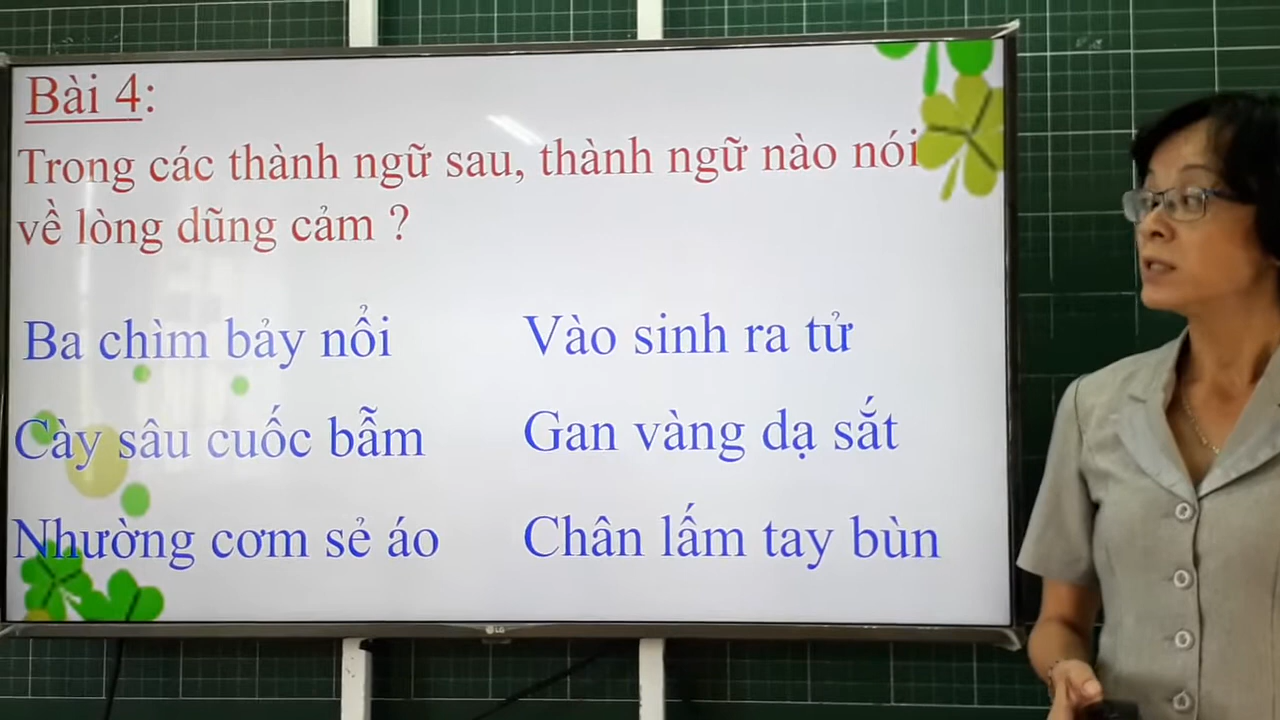 Bài 4:
Trong các thành ngữ sau, thành ngữ nào nói
về lòng dũng cảm ?
Ba chìm bảy nổi
Vào sinh ra tử
Cày sâu cuốc bẫm
Gan vàng dạ sắt
Nhường cơm sẻ áo
Chân lấm tay bùn
LG